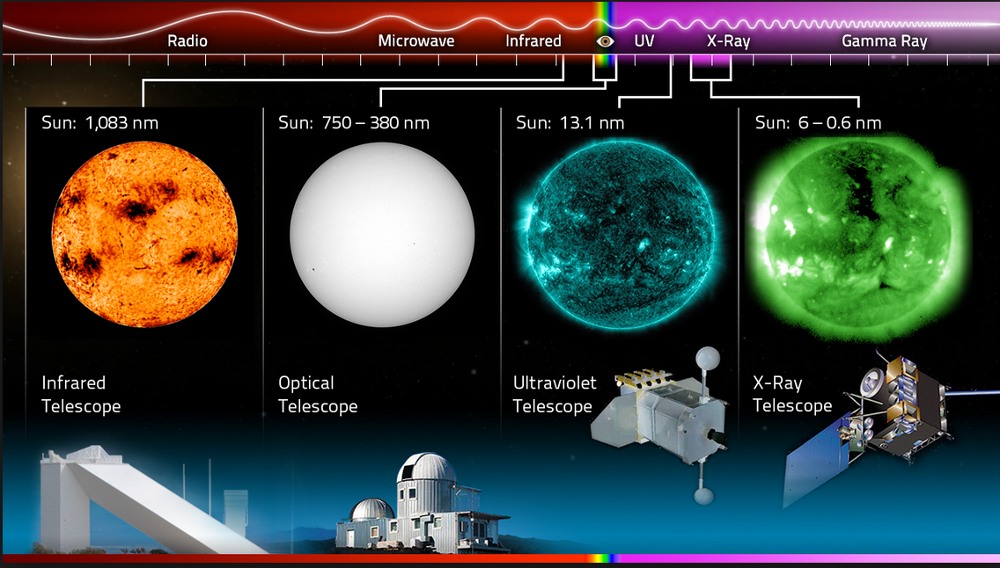 Radio Microwave Infrared UV X-Ray Gamma Ray
Sun: 1,083 nm
Sun: 750 – 380 nm
Sun: 13.1 nm
Sun: 6 – 0.6 nm
Infrared
Telescope
Optical
Telescope
Ultraviolet
Telescope
X-Ray
Telescope